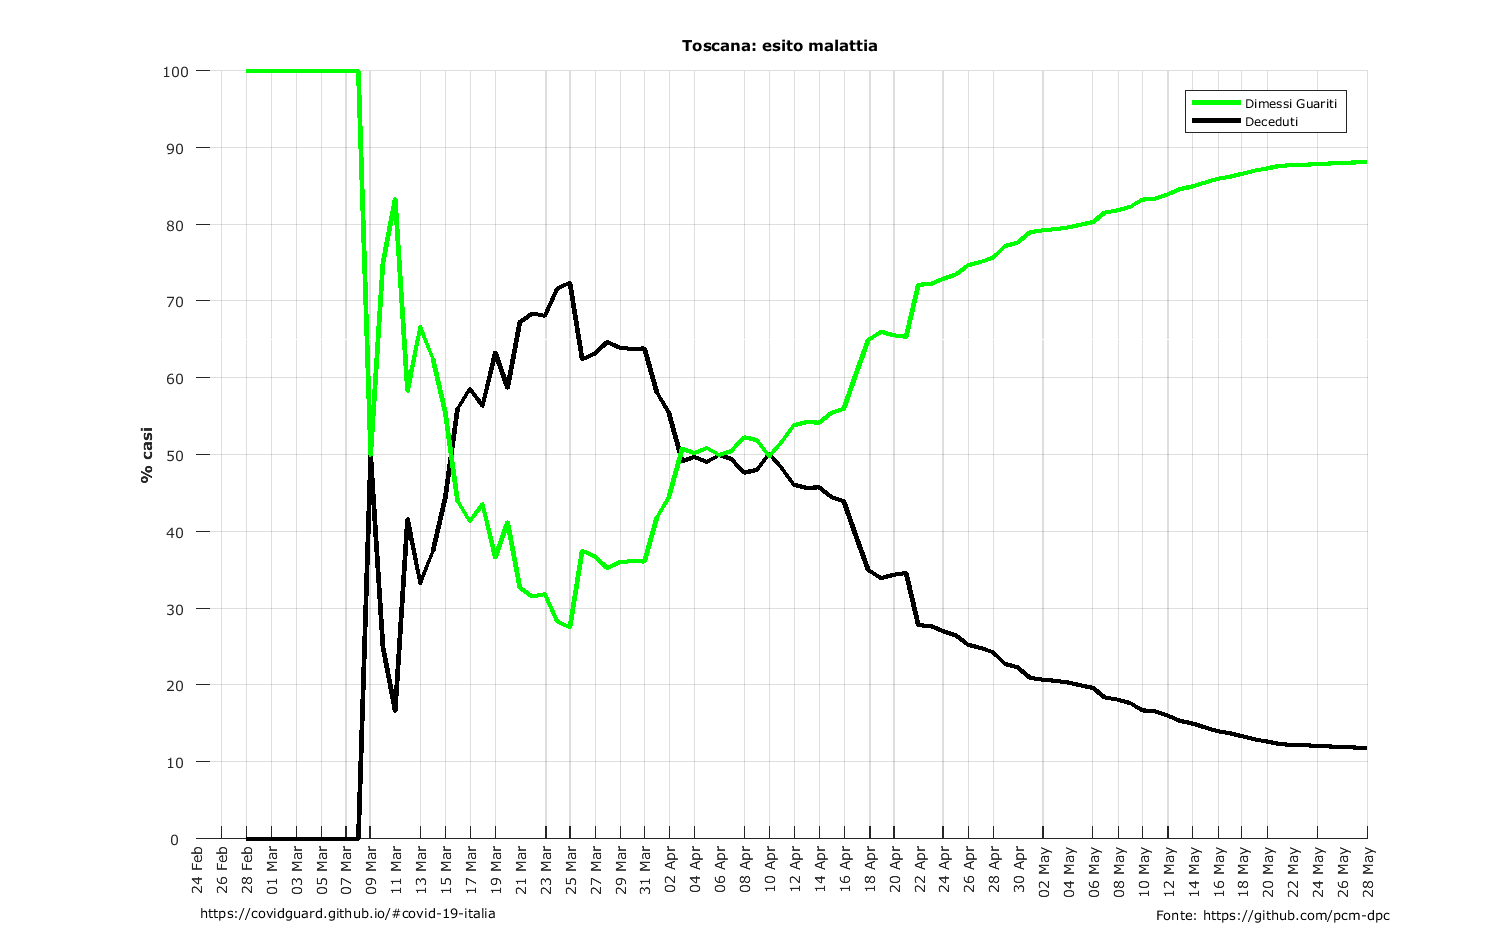 Toscana: esito malattia
Dimessi Guariti
Deceduti
% casi
100
90
80
70
60
50
40
30
20
10
0
24 Feb
26 Feb
28 Feb
01 Mar
03 Mar
05 Mar
07 Mar
09 Mar
11 Mar
13 Mar
15 Mar
17 Mar
19 Mar
21 Mar
23 Mar
25 Mar
27 Mar
29 Mar
31 Mar
02 Apr
04 Apr
06 Apr
08 Apr
10 Apr
12 Apr
14 Apr
16 Apr
18 Apr
20 Apr
22 Apr
24 Apr
26 Apr
28 Apr
30 Apr
02 May
04 May
06 May
08 May
10 May
12 May
14 May
16 May
18 May
20 May
22 May
24 May
26 May
28 May
https://covidguard.github.io/#covid-19-italia
Fonte: https://github.com/pcm-dpc